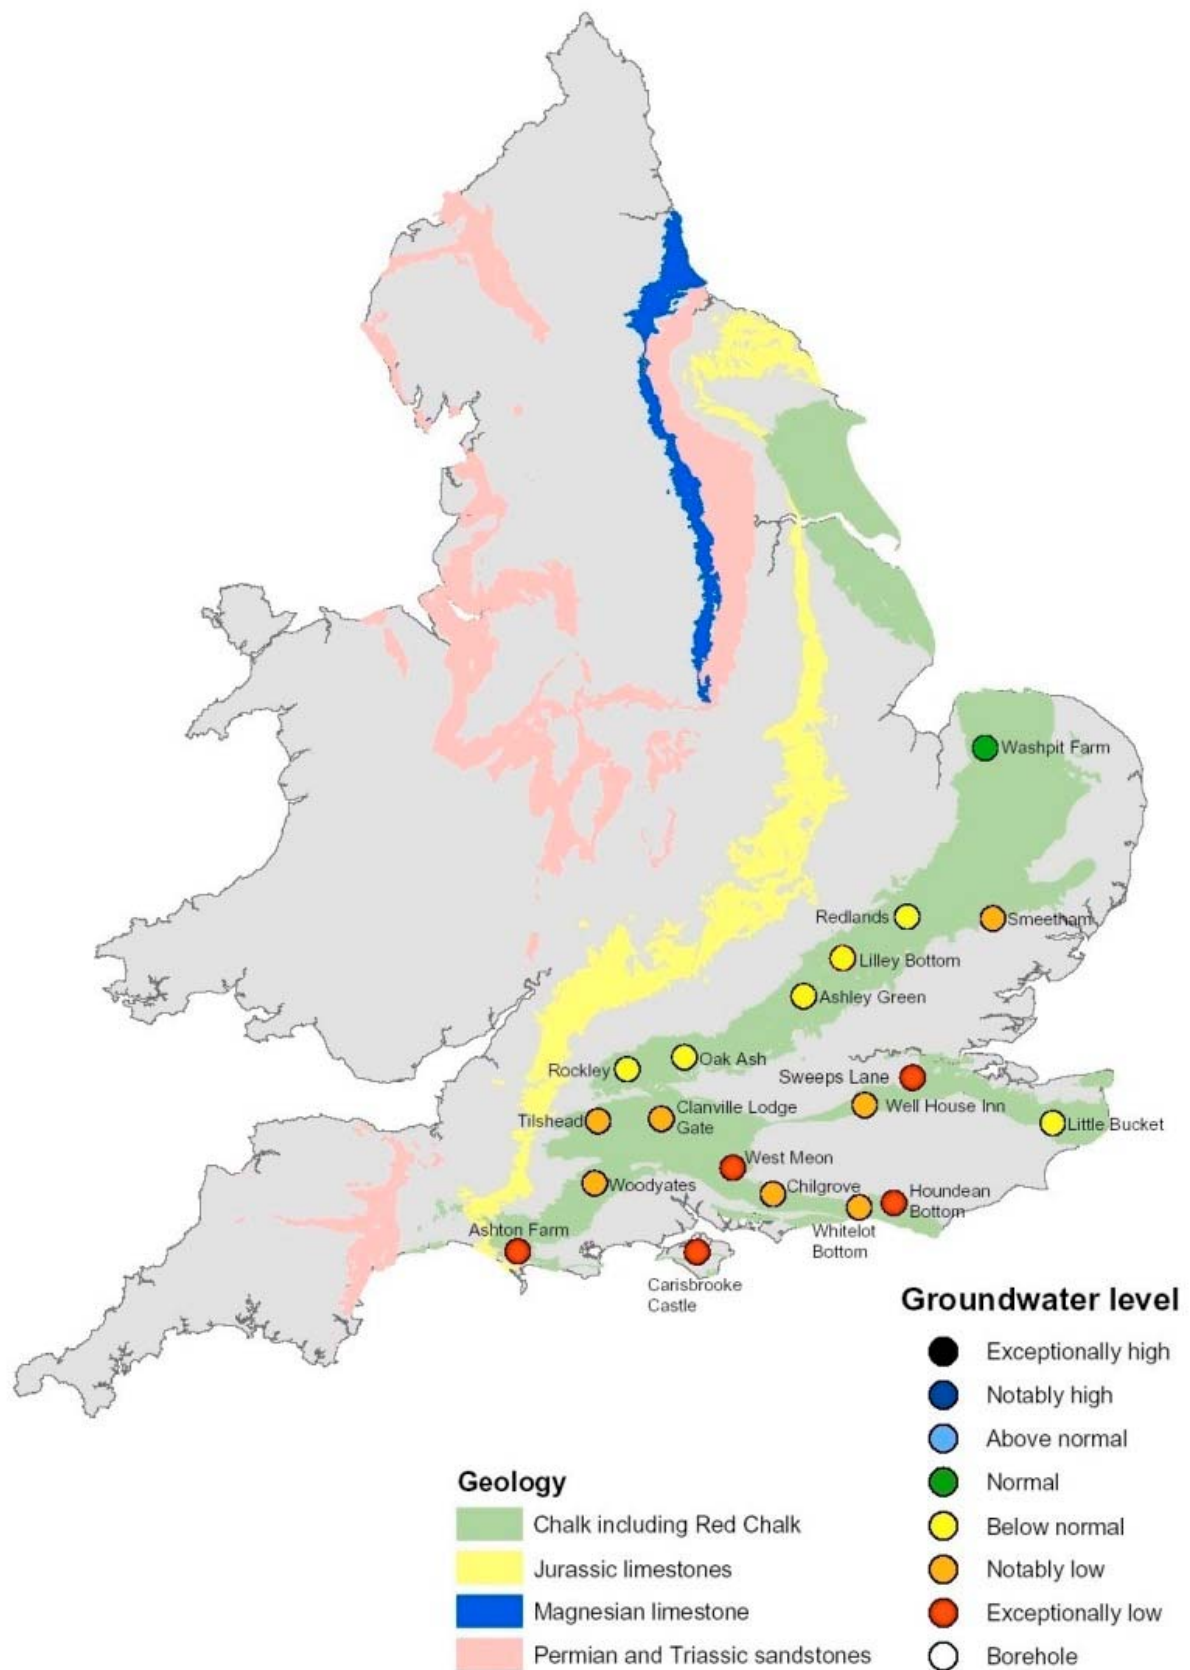 Washpit Farm
Redlands
Smeetham
Lilley Bottom
Ashley Green
Oak Ash
Rockley
Sweeps Lane
Clanville Lodge
Gate
Well House Inn
Tilshead
Little Bucket
West Meon
Woodyates
Chilgrove
Houndean
Bottom
Ashton Farm
Whitelot
Bottom
Carisbrooke
Castle
Groundwater level
Exceptionally high
Notably high
Above normal
Normal
Below normal
Notably low
Exceptionally low
Borehole
Geology
Chalk including Red Chalk
Jurassic limestones
Magnesian limestone
Permian and Triassic sandstones